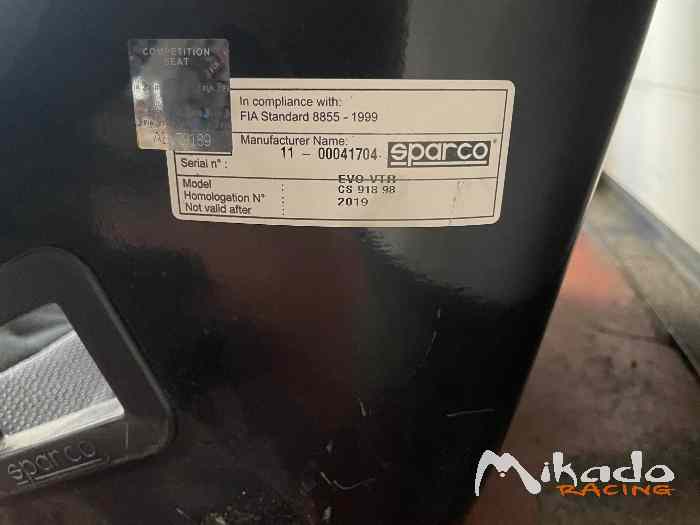 COMPETITION
SEAT
In compliance with:
FIA Standard 8855 - 1999
Manufacturer Name: sparco
Serial n° : 11 - 00041704
Model : EVO VTR
Homologation N° : CS 918 98
Not valid after : 2019
sparco
Mikado
RACING